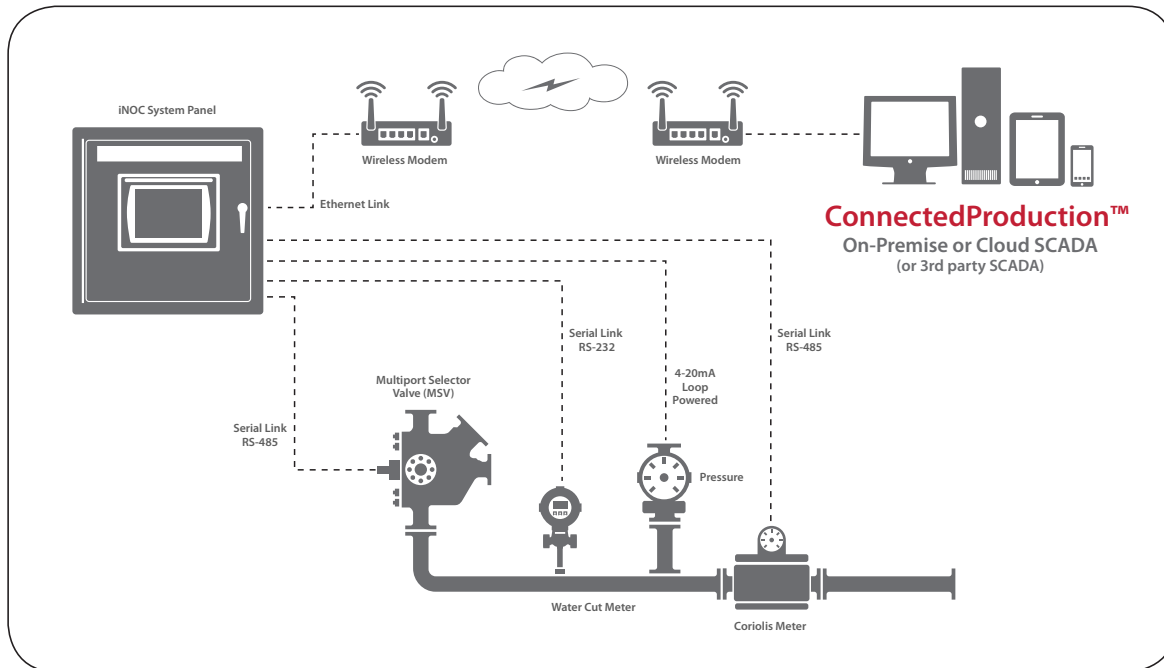 iNOC System Panel
Wireless Modem
Wireless Modem
Ethernet Link
ConnectedProduction™
On-Premise or Cloud SCADA
(or 3rd party SCADA)
Serial Link
RS-232
Serial Link
RS-485
4-20mA
Loop
Powered
Multiport Selector
Valve (MSV)
Serial Link
RS-485
Pressure
Water Cut Meter
Coriolis Meter